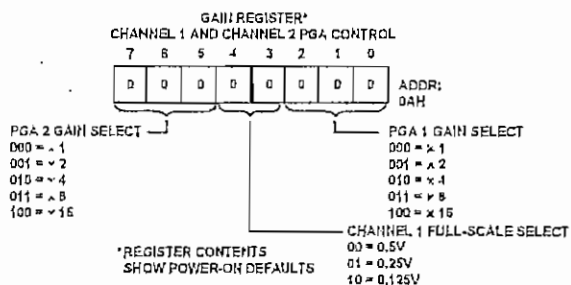 GAIN REGISTER*
CHANNEL 1 AND CHANNEL 2 PGA CONTROL
7 6 5 4 3 2 1 0
0 0 0 0 0 0 0 0 ADDR:
0AH
PGA 2 GAIN SELECT
000 = × 1
001 = × 2
010 = × 4
011 = × 8
100 = × 16
PGA 1 GAIN SELECT
000 = × 1
001 = × 2
010 = × 4
011 = × 8
100 = × 16
CHANNEL 1 FULL-SCALE SELECT
00 = 0.5V
01 = 0.25V
10 = 0.125V
*REGISTER CONTENTS
SHOW POWER-ON DEFAULTS